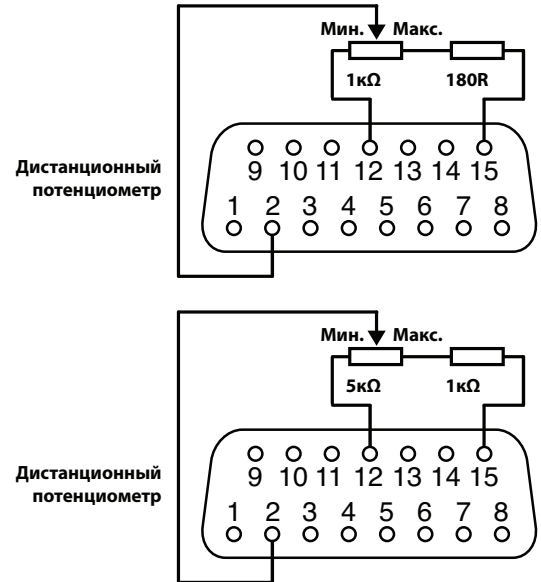 Мин. Макс.
1кΩ 180R
Дистанционный
потенциометр
9 10 11 12 13 14 15
1 2 3 4 5 6 7 8
Мин. Макс.
5кΩ 1кΩ
Дистанционный
потенциометр
9 10 11 12 13 14 15
1 2 3 4 5 6 7 8